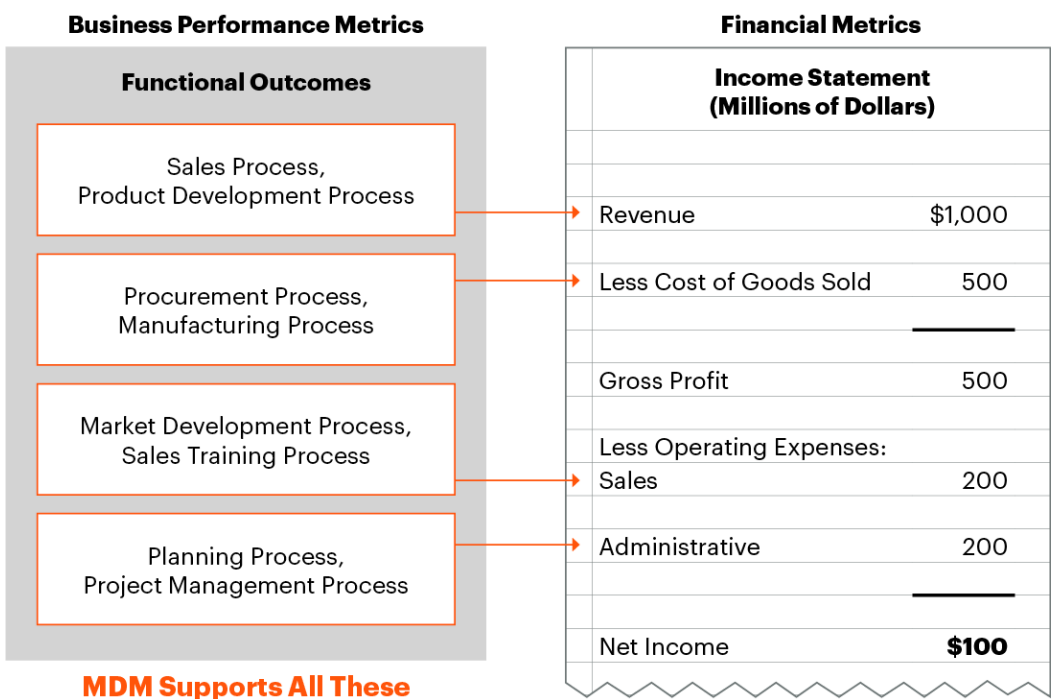 Business Performance Metrics
Functional Outcomes
Sales Process,
Product Development Process
Procurement Process,
Manufacturing Process
Market Development Process,
Sales Training Process
Planning Process,
Project Management Process
MDM Supports All These
Financial Metrics
Income Statement
(Millions of Dollars)
Revenue $1,000
Less Cost of Goods Sold 500
Gross Profit 500
Less Operating Expenses:
Sales 200
Administrative 200
Net Income $100